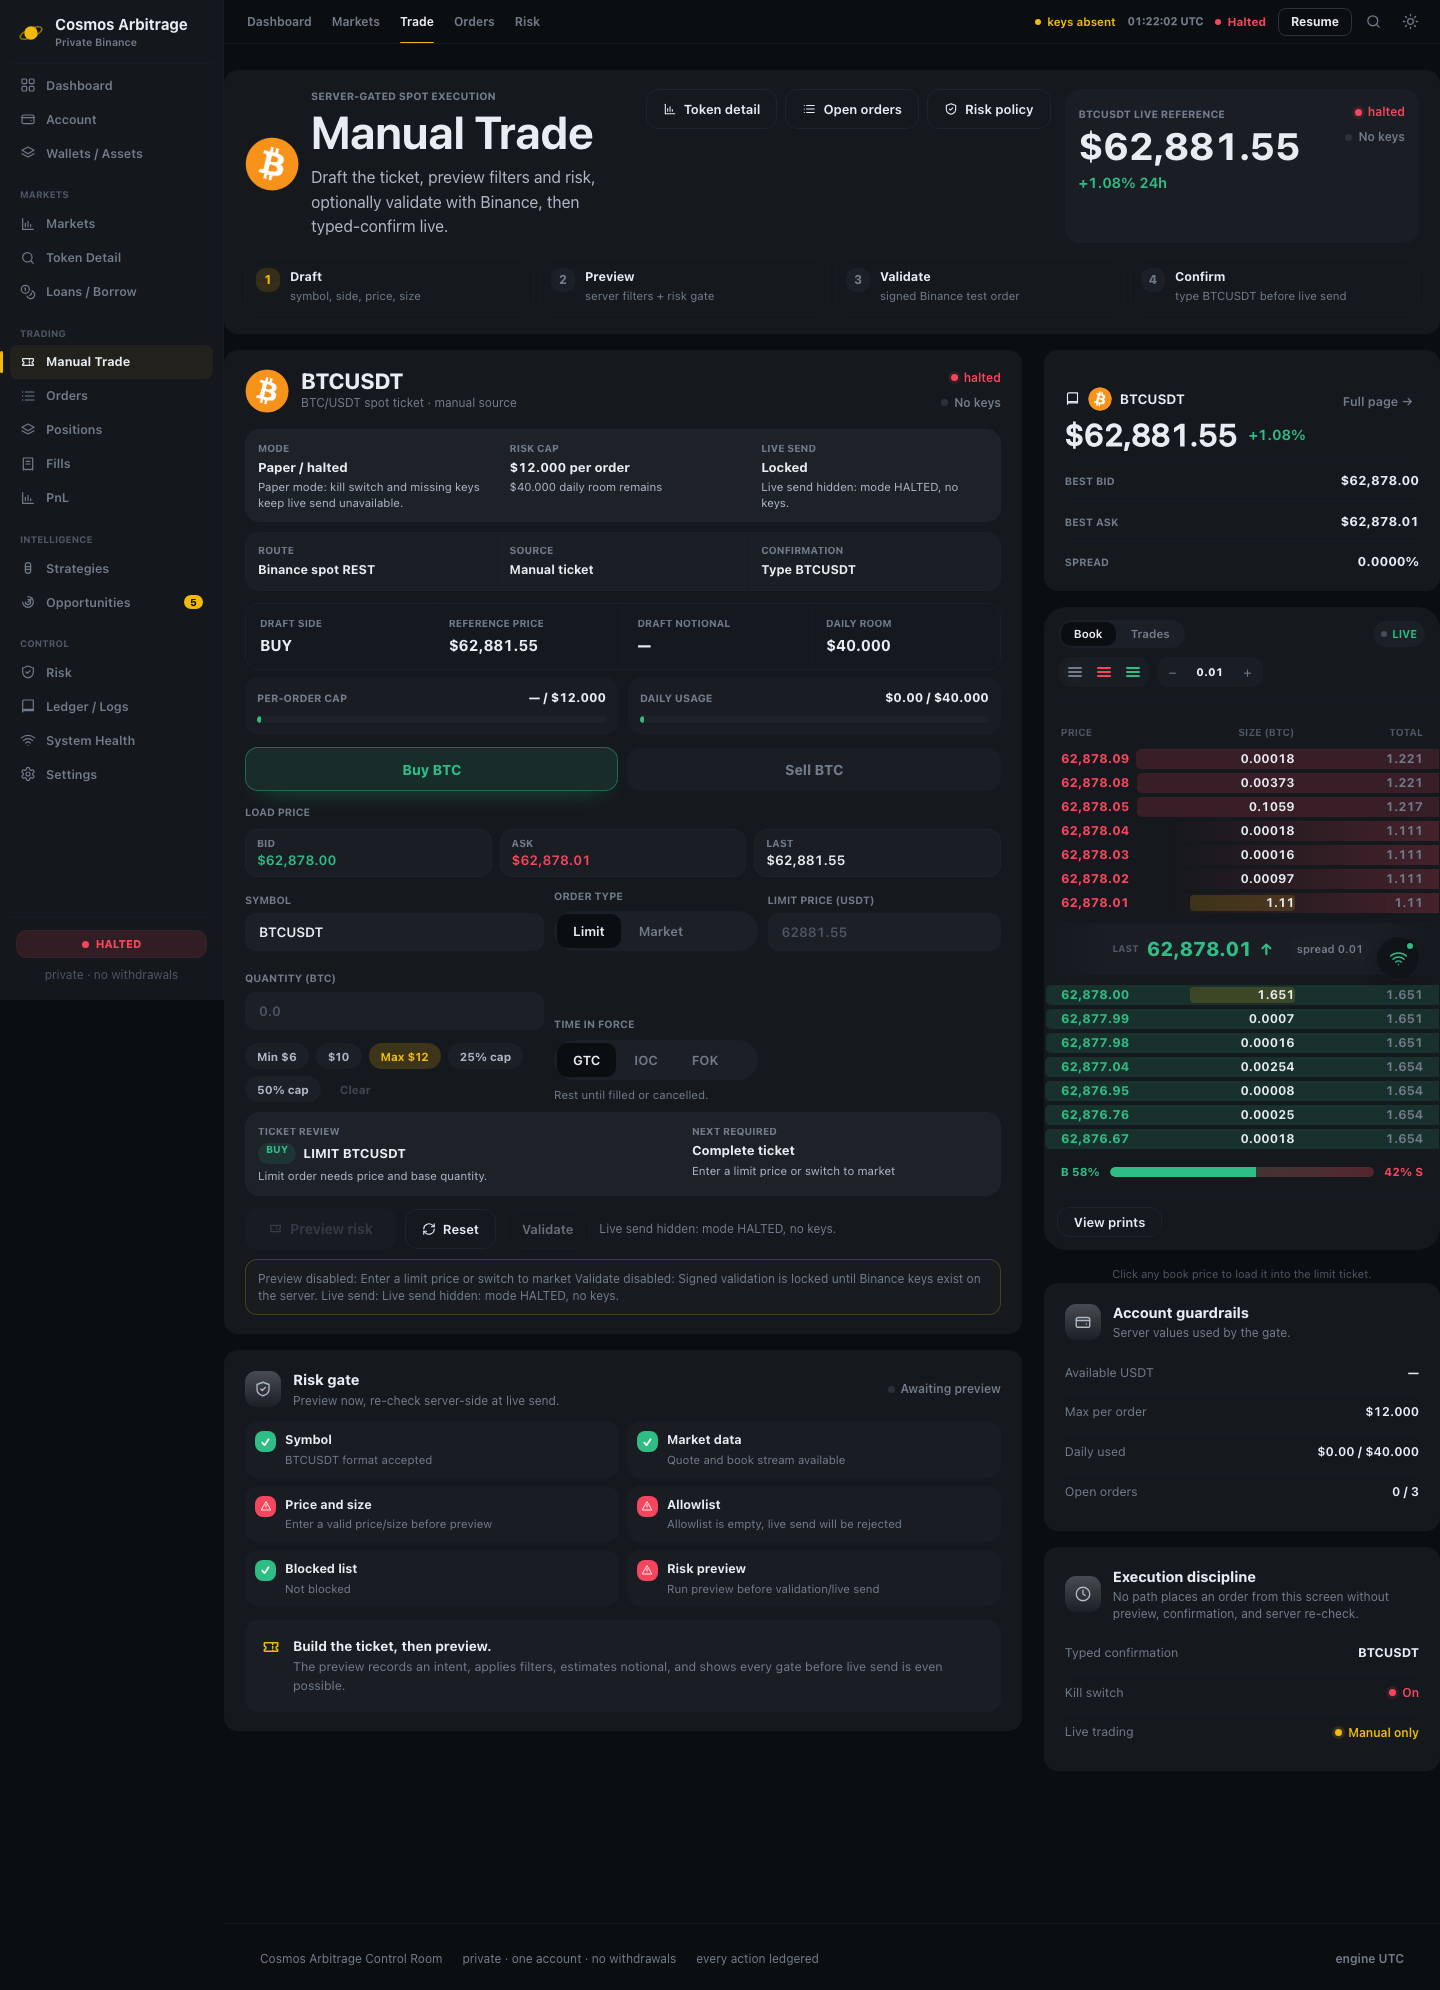 Cosmos Arbitrage
Private Binance
Dashboard
Account
Wallets / Assets
MARKETS
Markets
Token Detail
Loans / Borrow
TRADING
Manual Trade
Orders
Positions
Fills
PnL
INTELLIGENCE
Strategies
Opportunities 5
CONTROL
Risk
Ledger / Logs
System Health
Settings
HALTED
private · no withdrawals
Dashboard Markets Trade Orders Risk
keys absent 01:22:02 UTC Halted Resume
SERVER-GATED SPOT EXECUTION
Manual Trade
Draft the ticket, preview filters and risk,
optionally validate with Binance, then
typed-confirm live.
Token detail Open orders Risk policy
BTCUSDT LIVE REFERENCE
$62,881.55
+1.08% 24h
halted
No keys
1 Draft
symbol, side, price, size
2 Preview
server filters + risk gate
3 Validate
signed Binance test order
4 Confirm
type BTCUSDT before live send
BTCUSDT
BTC/USDT spot ticket · manual source
halted
No keys
MODE
Paper / halted
Paper mode: kill switch and missing keys
keep live send unavailable.
RISK CAP
$12.000 per order
$40.000 daily room remains
LIVE SEND
Locked
Live send hidden: mode HALTED, no
keys.
ROUTE
Binance spot REST
SOURCE
Manual ticket
CONFIRMATION
Type BTCUSDT
DRAFT SIDE
BUY
REFERENCE PRICE
$62,881.55
DRAFT NOTIONAL
—
DAILY ROOM
$40.000
PER-ORDER CAP — / $12.000
DAILY USAGE $0.00 / $40.000
Buy BTC Sell BTC
LOAD PRICE
BID
$62,878.00
ASK
$62,878.01
LAST
$62,881.55
SYMBOL
BTCUSDT
ORDER TYPE
Limit Market
LIMIT PRICE (USDT)
62881.55
QUANTITY (BTC)
0.0
Min $6 $10 Max $12 25% cap
50% cap Clear
TIME IN FORCE
GTC IOC FOK
Rest until filled or cancelled.
TICKET REVIEW
BUY LIMIT BTCUSDT
Limit order needs price and base quantity.
NEXT REQUIRED
Complete ticket
Enter a limit price or switch to market
Preview risk Reset Validate Live send hidden: mode HALTED, no keys.
Preview disabled: Enter a limit price or switch to market Validate disabled: Signed validation is locked until Binance keys exist on
the server. Live send: Live send hidden: mode HALTED, no keys.
Risk gate
Preview now, re-check server-side at live send.
Awaiting preview
Symbol
BTCUSDT format accepted
Market data
Quote and book stream available
Price and size
Enter a valid price/size before preview
Allowlist
Allowlist is empty, live send will be rejected
Blocked list
Not blocked
Risk preview
Run preview before validation/live send
Build the ticket, then preview.
The preview records an intent, applies filters, estimates notional, and shows every gate before live send is even
possible.
BTCUSDT Full page →
$62,881.55 +1.08%
BEST BID $62,878.00
BEST ASK $62,878.01
SPREAD 0.0000%
Book Trades LIVE
− 0.01 +
PRICE SIZE (BTC) TOTAL
62,878.09 0.00018 1.221
62,878.08 0.00373 1.221
62,878.05 0.1059 1.217
62,878.04 0.00018 1.111
62,878.03 0.00016 1.111
62,878.02 0.00097 1.111
62,878.01 1.11 1.11
LAST 62,878.01 ↑ spread 0.01
62,878.00 1.651 1.651
62,877.99 0.0007 1.651
62,877.98 0.00016 1.651
62,877.04 0.00254 1.654
62,876.95 0.00008 1.654
62,876.76 0.00025 1.654
62,876.67 0.00018 1.654
B 58% 42% S
View prints
Click any book price to load it into the limit ticket.
Account guardrails
Server values used by the gate.
Available USDT —
Max per order $12.000
Daily used $0.00 / $40.000
Open orders 0 / 3
Execution discipline
No path places an order from this screen without
preview, confirmation, and server re-check.
Typed confirmation BTCUSDT
Kill switch On
Live trading Manual only
Cosmos Arbitrage Control Room private · one account · no withdrawals every action ledgered engine UTC